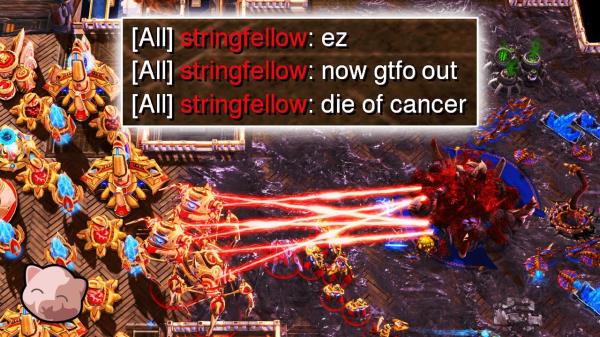 [All] stringfellow: ez
[All] stringfellow: now gtfo out
[All] stringfellow: die of cancer